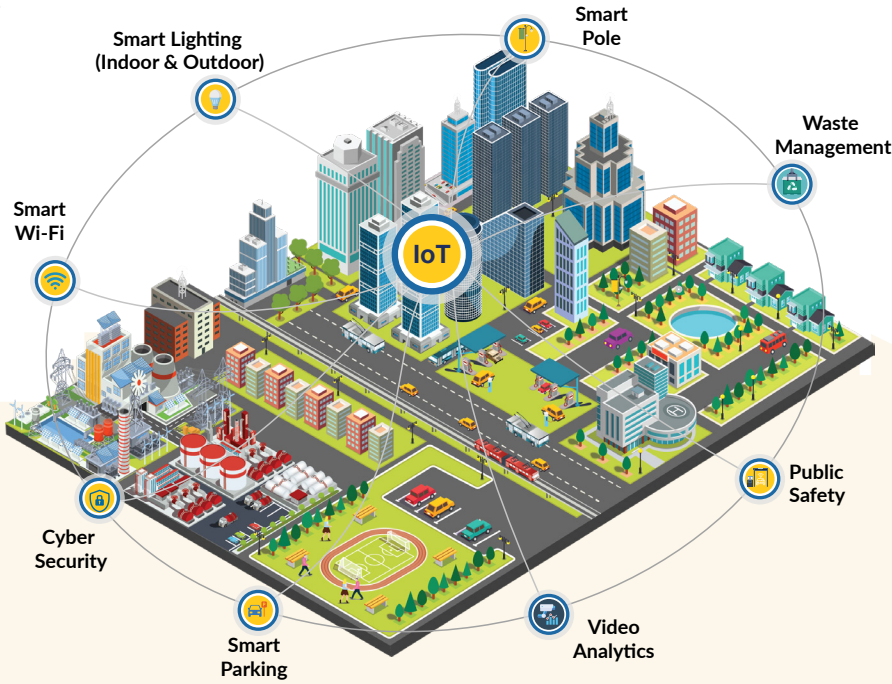 Smart
Pole
Smart Lighting
(Indoor & Outdoor)
Waste
Management
Smart
Wi-Fi
IoT
H
Public
Safety
Cyber
Security
Smart
Parking
Video
Analytics